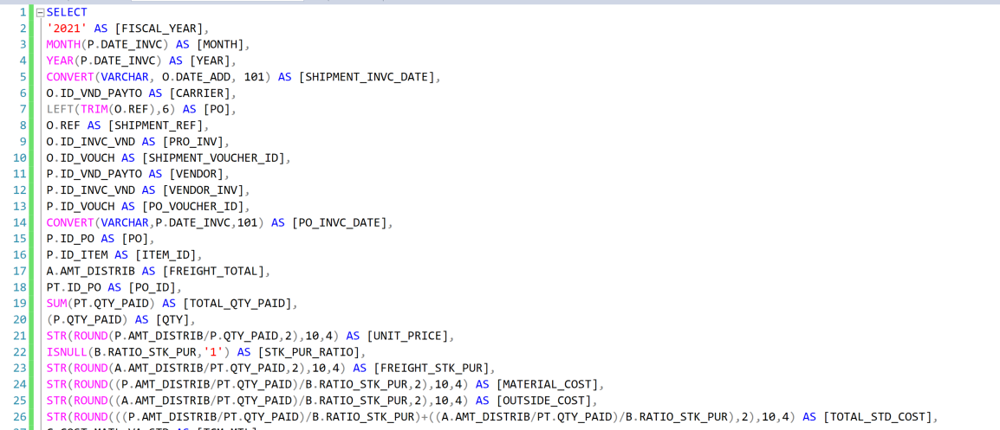 1 SELECT
2 '2021' AS [FISCAL_YEAR],
3 MONTH(P.DATE_INVC) AS [MONTH],
4 YEAR(P.DATE_INVC) AS [YEAR],
5 CONVERT(VARCHAR, O.DATE_ADD, 101) AS [SHIPMENT_INVC_DATE],
6 O.ID_VND_PAYTO AS [CARRIER],
7 LEFT(TRIM(O.REF),6) AS [PO],
8 O.REF AS [SHIPMENT_REF],
9 O.ID_INVC_VND AS [PRO_INV],
10 O.ID_VOUCH AS [SHIPMENT_VOUCHER_ID],
11 P.ID_VND_PAYTO AS [VENDOR],
12 P.ID_INVC_VND AS [VENDOR_INV],
13 P.ID_VOUCH AS [PO_VOUCHER_ID],
14 CONVERT(VARCHAR,P.DATE_INVC,101) AS [PO_INVC_DATE],
15 P.ID_PO AS [PO],
16 P.ID_ITEM AS [ITEM_ID],
17 A.AMT_DISTRIB AS [FREIGHT_TOTAL],
18 PT.ID_PO AS [PO_ID],
19 SUM(PT.QTY_PAID) AS [TOTAL_QTY_PAID],
20 (P.QTY_PAID) AS [QTY],
21 STR(ROUND(P.AMT_DISTRIB/P.QTY_PAID,2),10,4) AS [UNIT_PRICE],
22 ISNULL(B.RATIO_STK_PUR,'1') AS [STK_PUR_RATIO],
23 STR(ROUND(A.AMT_DISTRIB/PT.QTY_PAID,2),10,4) AS [FREIGHT_STK_PUR],
24 STR(ROUND((P.AMT_DISTRIB/PT.QTY_PAID)/B.RATIO_STK_PUR,2),10,4) AS [MATERIAL_COST],
25 STR(ROUND((A.AMT_DISTRIB/PT.QTY_PAID)/B.RATIO_STK_PUR,2),10,4) AS [OUTSIDE_COST],
26 STR(ROUND(((P.AMT_DISTRIB/PT.QTY_PAID)/B.RATIO_STK_PUR)+((A.AMT_DISTRIB/PT.QTY_PAID)/B.RATIO_STK_PUR),2),10,4) AS [TOTAL_STD_COST],